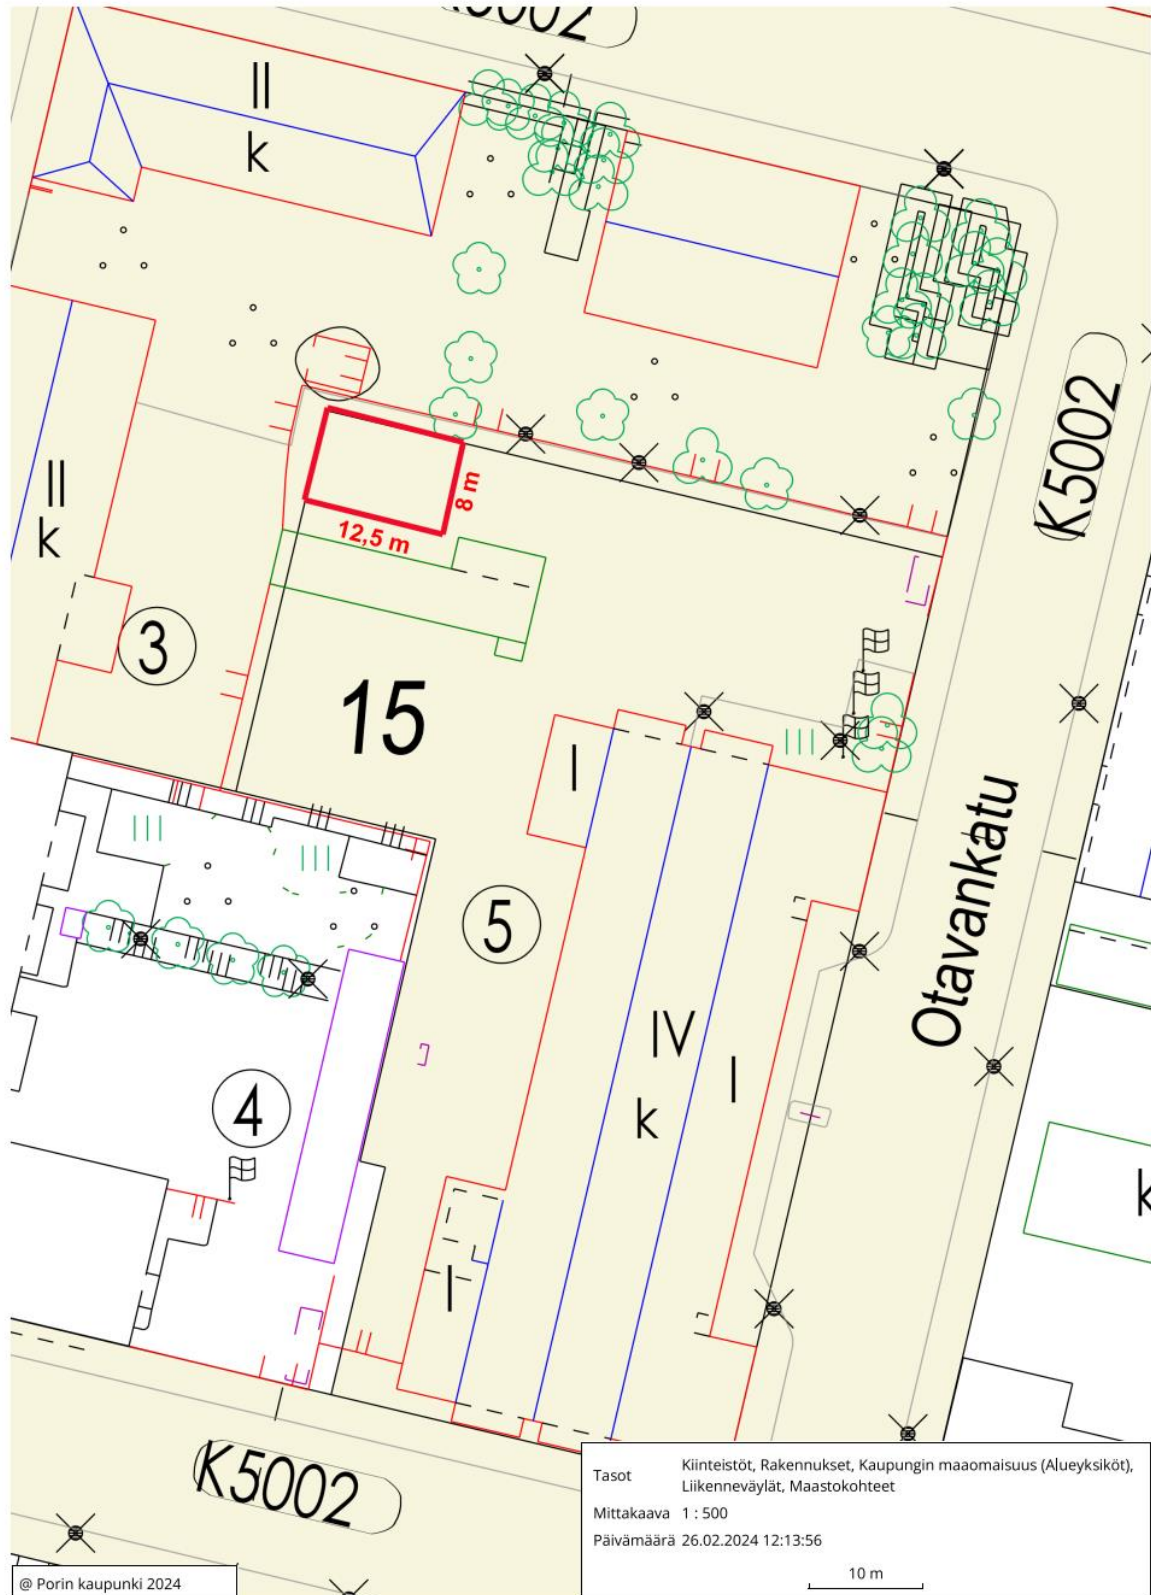 K5002
II
k
K5002
II
k
8 m
12,5 m
3
15
I
Otavankatu
5
IV
I
k
4
k
I
K5002
Tasot Kiinteistöt, Rakennukset, Kaupungin maaomaisuus (Alueyksiköt),
Liikenneväylät, Maastokohteet
Mittakaava 1 : 500
Päivämäärä 26.02.2024 12:13:56
10 m
@ Porin kaupunki 2024